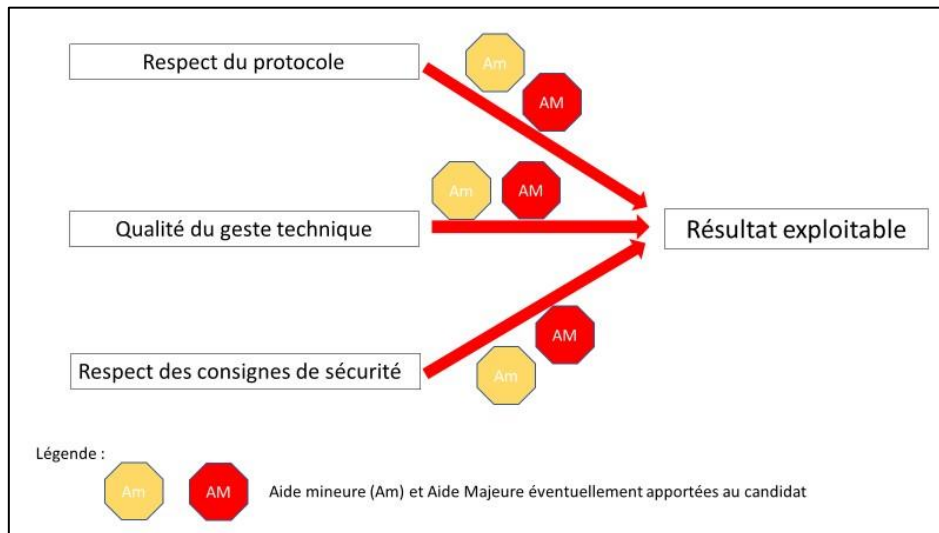 Respect du protocole
Am
AM
Am
AM
Qualité du geste technique
Résultat exploitable
AM
Respect des consignes de sécurité
Am
Légende :
Am
AM
Aide mineure (Am) et Aide Majeure éventuellement apportées au candidat